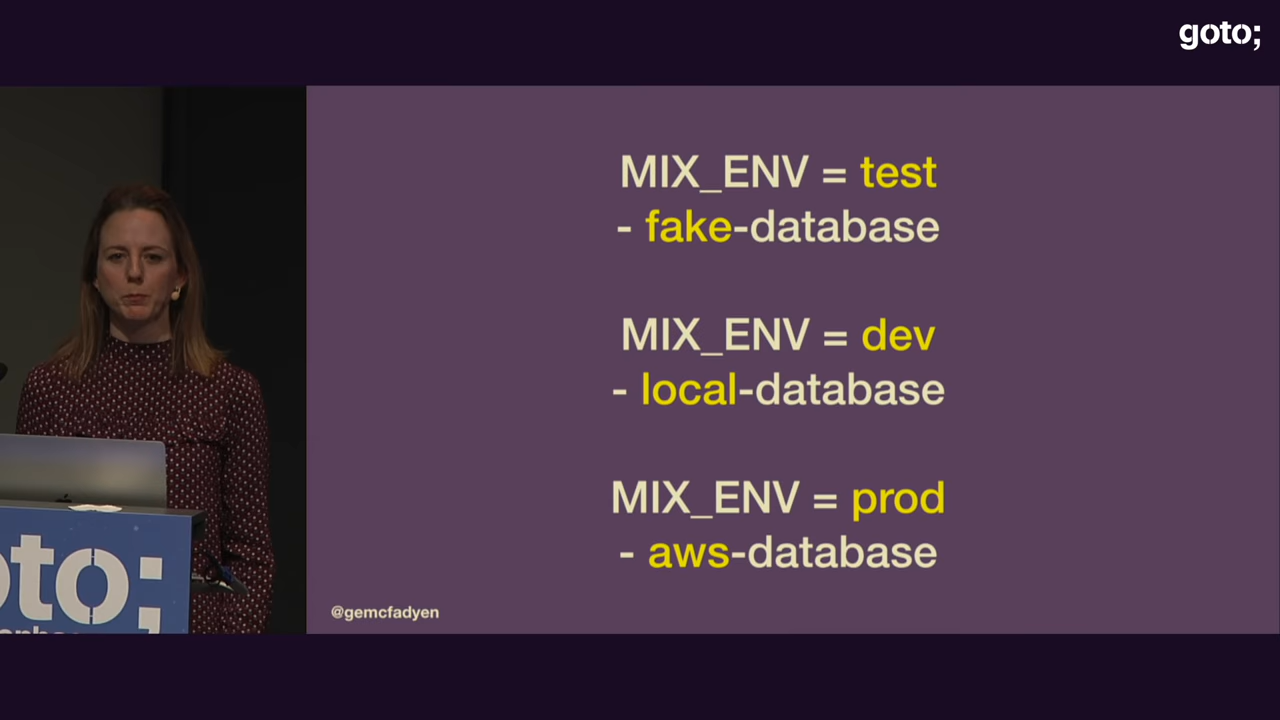 goto;
MIX_ENV = test
- fake-database
MIX_ENV = dev
- local-database
MIX_ENV = prod
- aws-database
@gemcfadyen
oto;